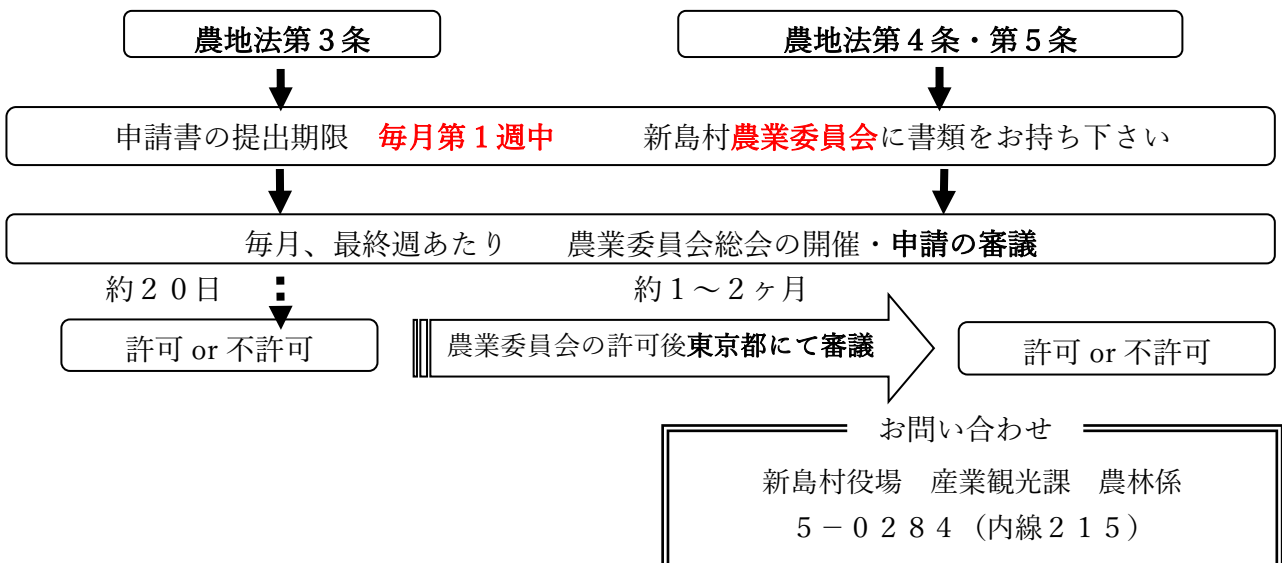 農地法第３条
農地法第４条・第５条
申請書の提出期限　毎月第１週中　　　新島村農業委員会に書類をお持ち下さい
毎月、最終週あたり　　農業委員会総会の開催・申請の審議
約２０日
約１～２ヶ月
許可 or 不許可
農業委員会の許可後東京都にて審議
許可 or 不許可
お問い合わせ
新島村役場　産業観光課　農林係
５－０２８４（内線２１５）